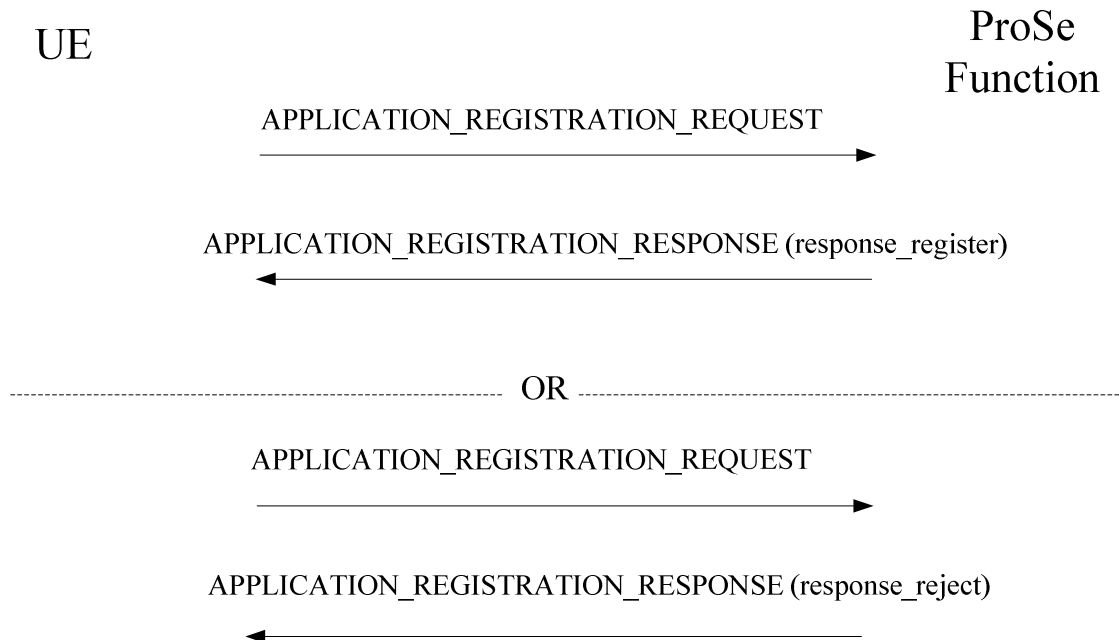 UE
ProSe
Function
APPLICATION_REGISTRATION_REQUEST
APPLICATION_REGISTRATION_RESPONSE (response_register)
OR
APPLICATION_REGISTRATION_REQUEST
APPLICATION_REGISTRATION_RESPONSE (response_reject)